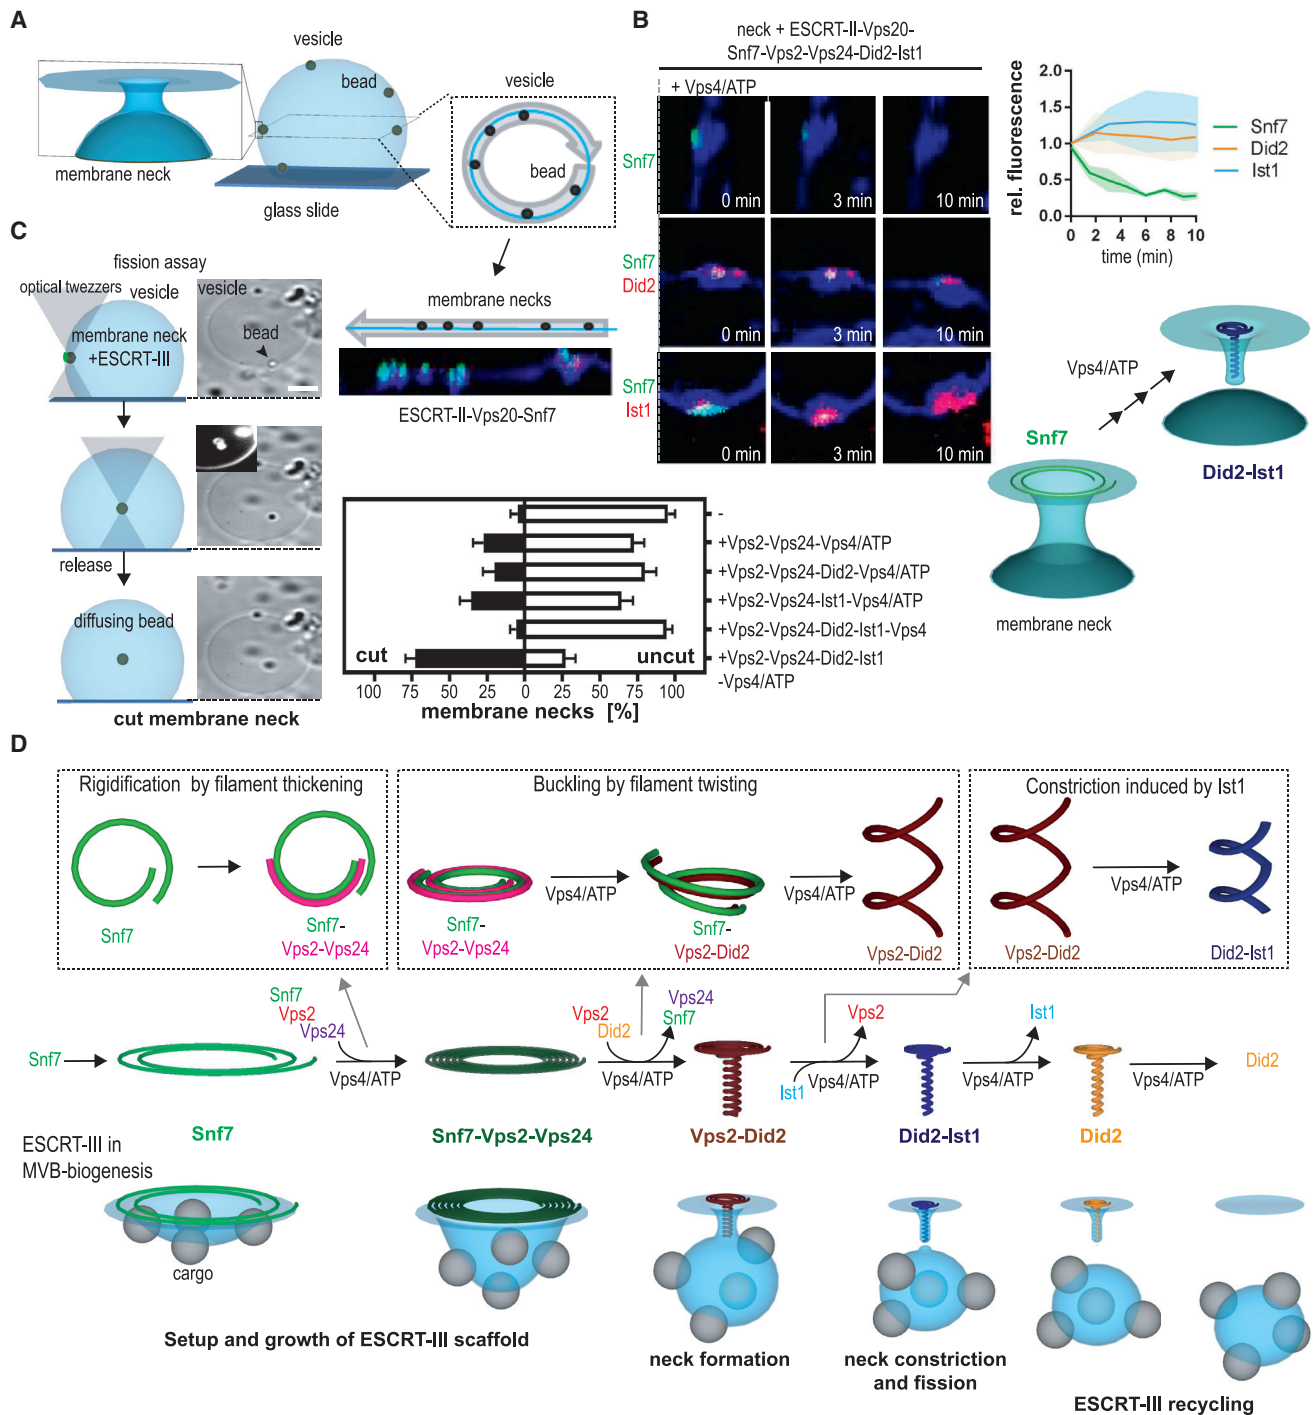 A
vesicle
bead
membrane neck
glass slide
vesicle
bead
membrane necks
ESCRT-II-Vps20-Snf7
B
neck + ESCRT-II-Vps20-
Snf7-Vps2-Vps24-Did2-Ist1
+ Vps4/ATP
Snf7
0 min
3 min
10 min
Snf7
Did2
0 min
3 min
10 min
Snf7
Ist1
0 min
3 min
10 min
rel. fluorescence
2.0
1.5
1.0
0.5
0.0
0 2 4 6 8 10
time (min)
Snf7
Did2
Ist1
Vps4/ATP
Snf7
Did2-Ist1
membrane neck
C
fission assay
optical twezzers
vesicle
membrane neck
+ESCRT-III
vesicle
bead
release
diffusing bead
cut membrane neck
-
+Vps2-Vps24-Vps4/ATP
+Vps2-Vps24-Did2-Vps4/ATP
+Vps2-Vps24-Ist1-Vps4/ATP
+Vps2-Vps24-Did2-Ist1-Vps4
+Vps2-Vps24-Did2-Ist1
-Vps4/ATP
cut
uncut
100 75 50 25 0 25 50 75 100
membrane necks [%]
D
Rigidification by filament thickening
Snf7
Snf7-
Vps2-Vps24
Buckling by filament twisting
Snf7-
Vps2-Vps24
Vps4/ATP
Snf7-
Vps2-Did2
Vps4/ATP
Vps2-Did2
Constriction induced by Ist1
Vps2-Did2
Vps4/ATP
Did2-Ist1
Snf7
Snf7
Vps2
Vps24
Vps4/ATP
Vps2
Did2
Vps24
Snf7
Vps4/ATP
Ist1
Vps2
Vps4/ATP
Ist1
Vps4/ATP
Vps4/ATP
Did2
Snf7
Snf7-Vps2-Vps24
Vps2-Did2
Did2-Ist1
Did2
ESCRT-III in
MVB-biogenesis
cargo
Setup and growth of ESCRT-III scaffold
neck formation
neck constriction
and fission
ESCRT-III recycling